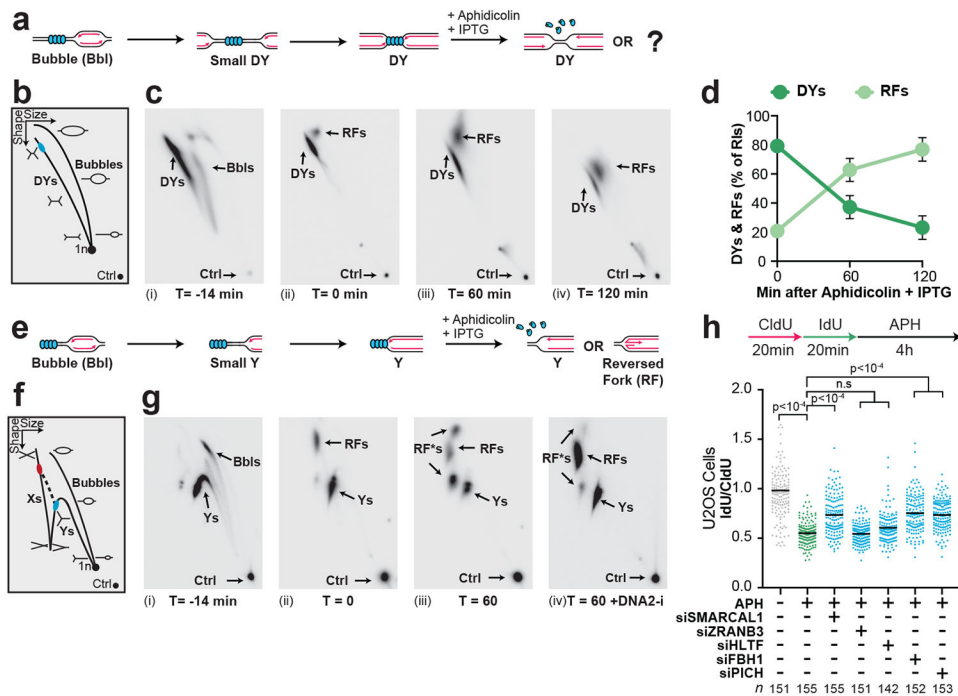 a
+ Aphidicolin
+ IPTG
OR ?
Bubble (Bbl)
Small DY
DY
DY
b
Shape
Size
Bubbles
DYs
1n
Ctrl
c
RFs
Bbls
DYs
Ctrl
(i) T= -14 min
RFs
DYs
Ctrl
(ii) T= 0 min
RFs
DYs
Ctrl
(iii) T= 60 min
RFs
DYs
Ctrl
(iv) T= 120 min
d
DYs
RFs
DYs & RFs (% of RIs)
100
80
60
40
20
0
0
60
120
Min after Aphidicolin + IPTG
e
+ Aphidicolin
+ IPTG
OR
Bubble (Bbl)
Small Y
Y
Y
Reversed
Fork (RF)
f
Shape
Size
Bubbles
Xs
Ys
1n
Ctrl
g
Bbls
Ys
Ctrl
(i) T= -14 min
RFs
Ys
Ctrl
(ii) T = 0
RF*s
RFs
Ys
Ctrl
(iii) T = 60
RF*s
RFs
Ys
Ctrl
(iv) T = 60 +DNA2-i
h
CldU
IdU
APH
20min
20min
4h
p<10-4
n.s
p<10-4
p<10-4
U2OS Cells
IdU/CldU
2.0
1.5
1.0
0.5
0.0
APH - + + + + + +
siSMARCAL1 - - + - - - -
siZRANB3 - - - + - - -
siHLTF - - - - + - -
siFBH1 - - - - - + -
siPICH - - - - - - +
n 151 155 155 151 142 152 153